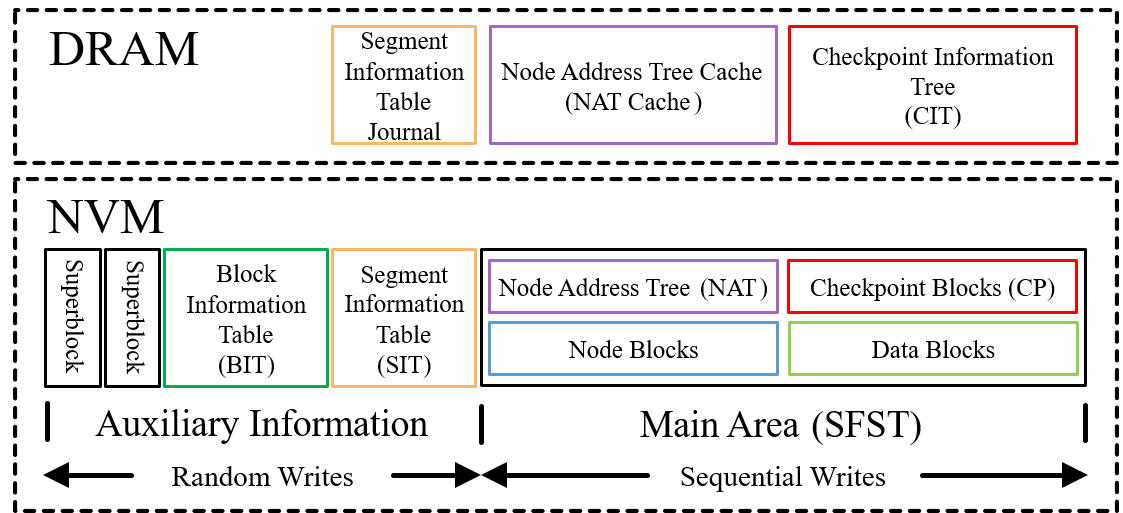 DRAM
Segment
Information
Table
Journal
Node Address Tree Cache
(NAT Cache)
Checkpoint Information
Tree
(CIT)
NVM
Superblock
Superblock
Block
Information
Table
(BIT)
Segment
Information
Table
(SIT)
Node Address Tree (NAT)
Checkpoint Blocks (CP)
Node Blocks
Data Blocks
Auxiliary Information
Main Area (SFST)
Random Writes
Sequential Writes